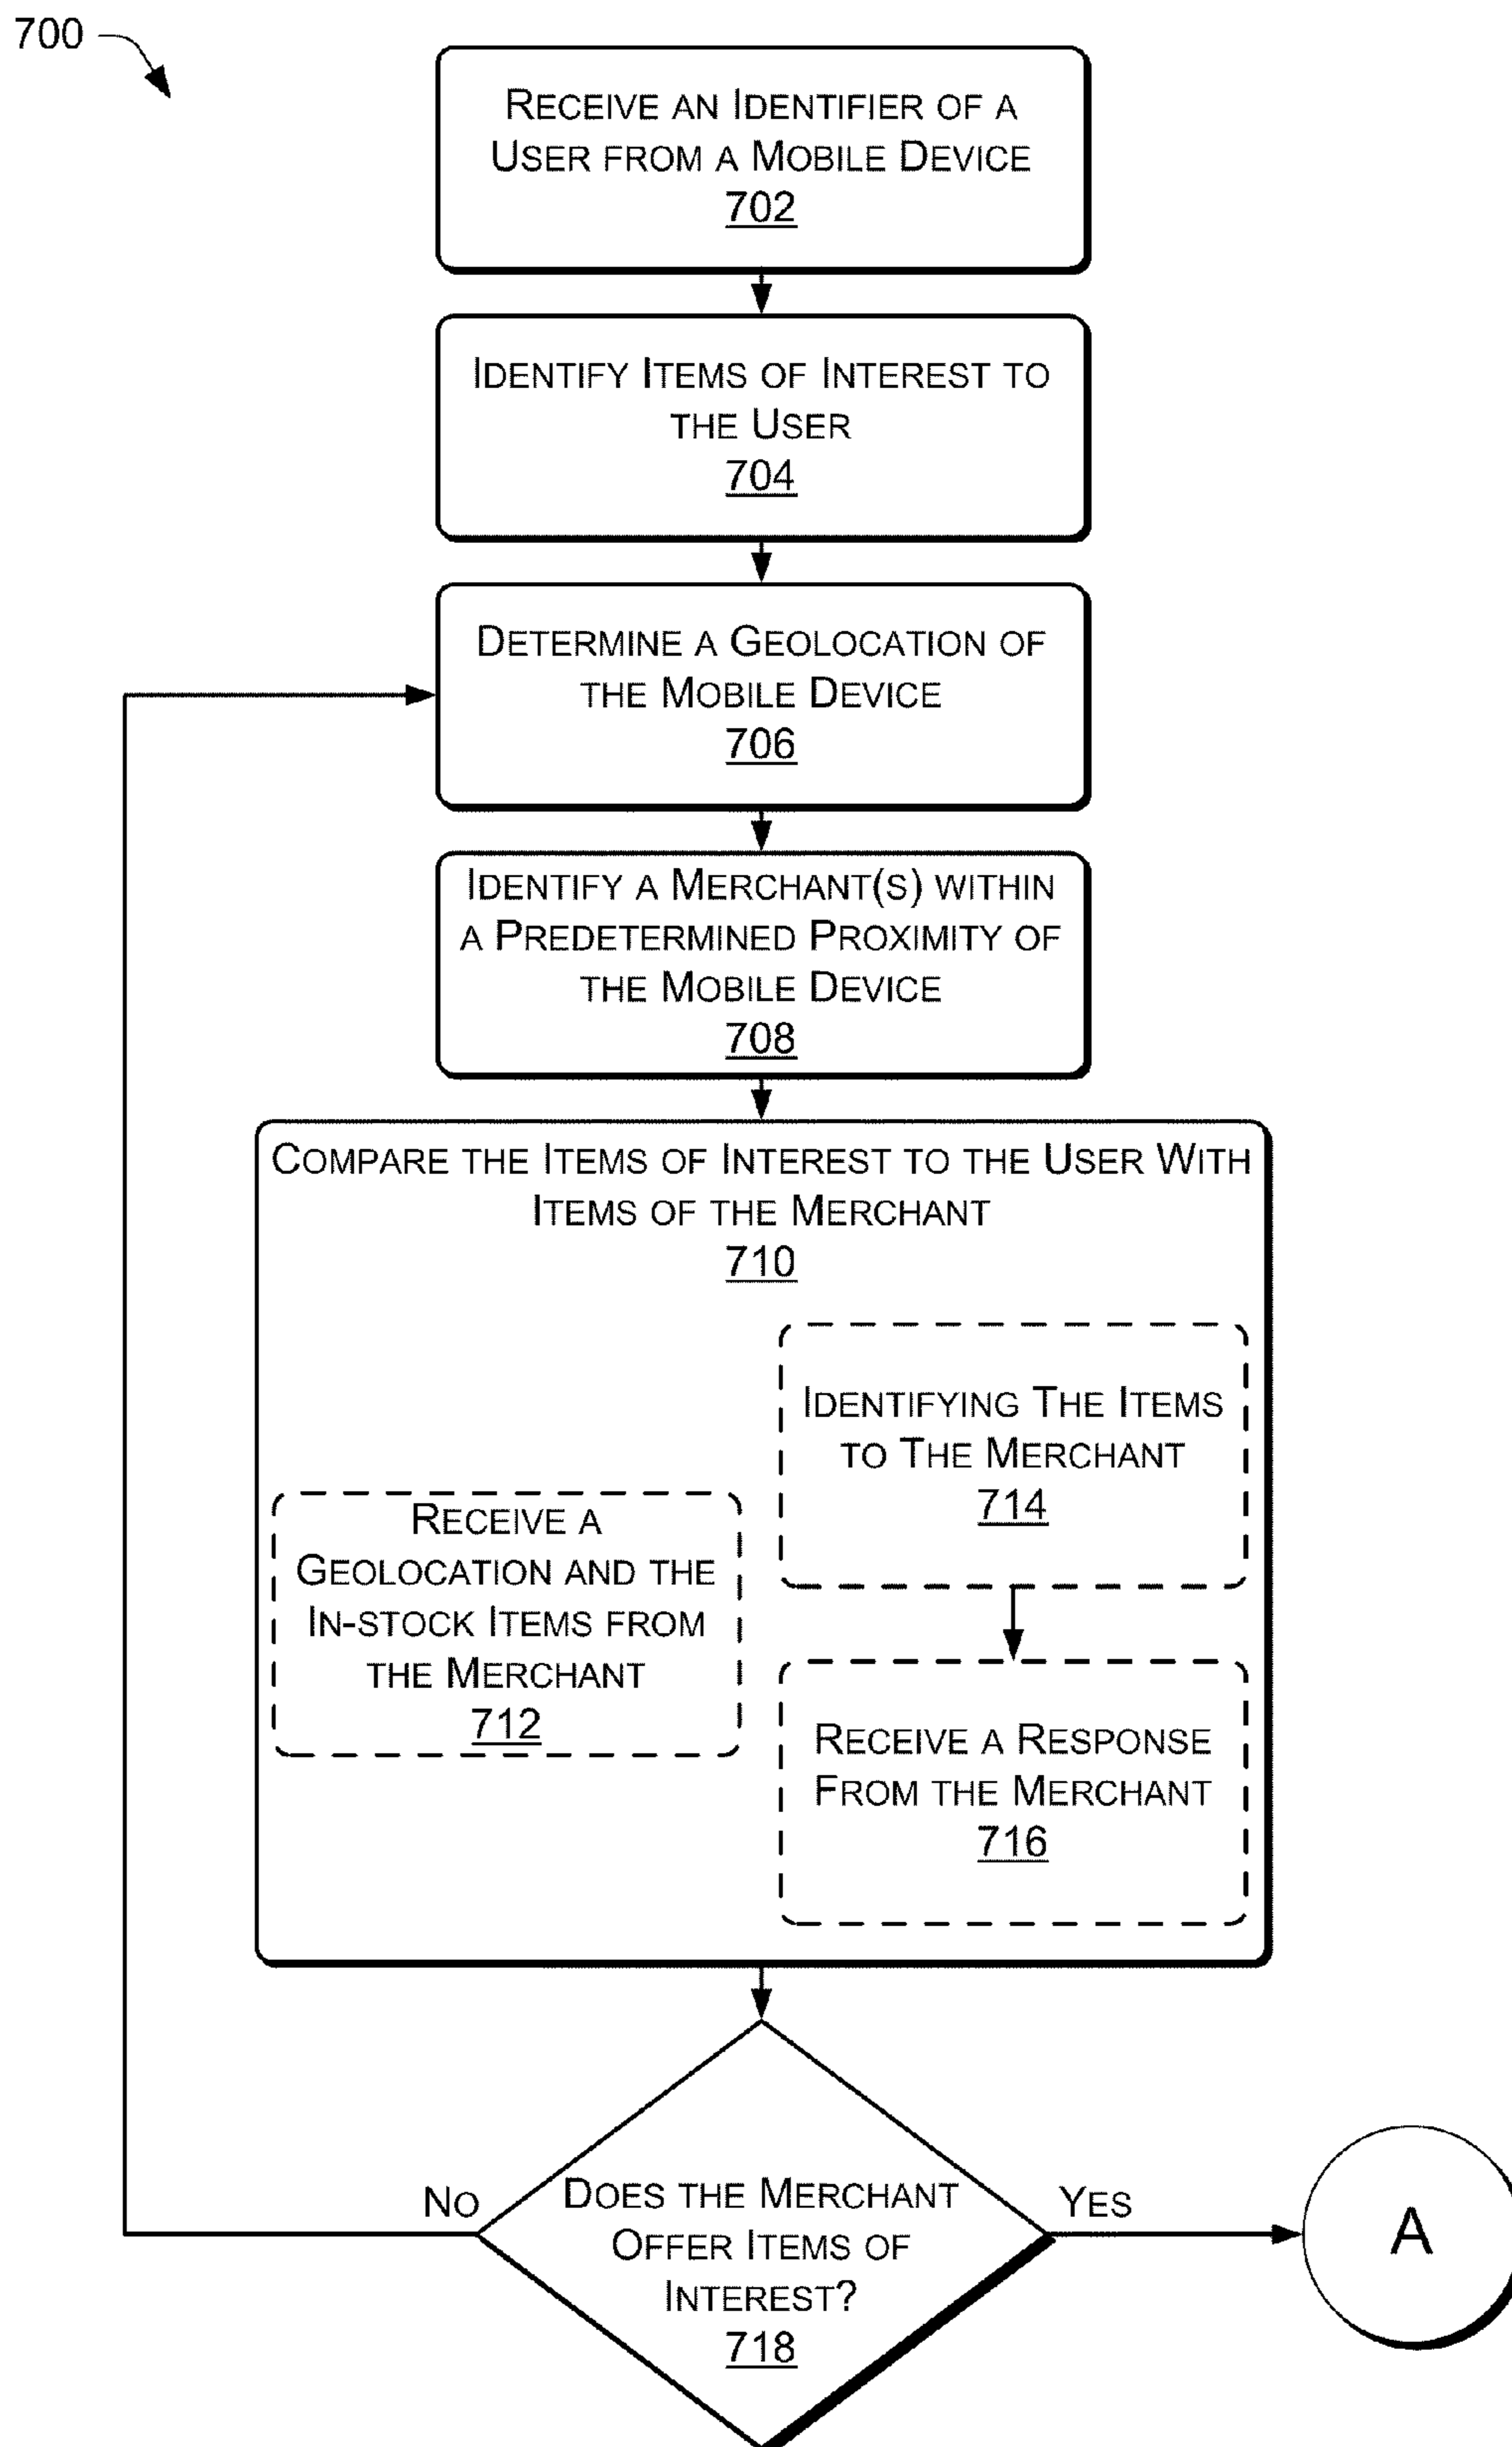 700
RECEIVE AN IDENTIFIER OF A
USER FROM A MOBILE DEVICE
702
IDENTIFY ITEMS OF INTEREST TO
THE USER
704
DETERMINE A GEOLOCATION OF
THE MOBILE DEVICE
706
IDENTIFY A MERCHANT(S) WITHIN
A PREDETERMINED PROXIMITY OF
THE MOBILE DEVICE
708
COMPARE THE ITEMS OF INTEREST TO THE USER WITH
ITEMS OF THE MERCHANT
710
RECEIVE A
GEOLOCATION AND THE
IN-STOCK ITEMS FROM
THE MERCHANT
712
IDENTIFYING THE ITEMS
TO THE MERCHANT
714
RECEIVE A RESPONSE
FROM THE MERCHANT
716
NO
DOES THE MERCHANT
OFFER ITEMS OF
INTEREST?
718
YES
A